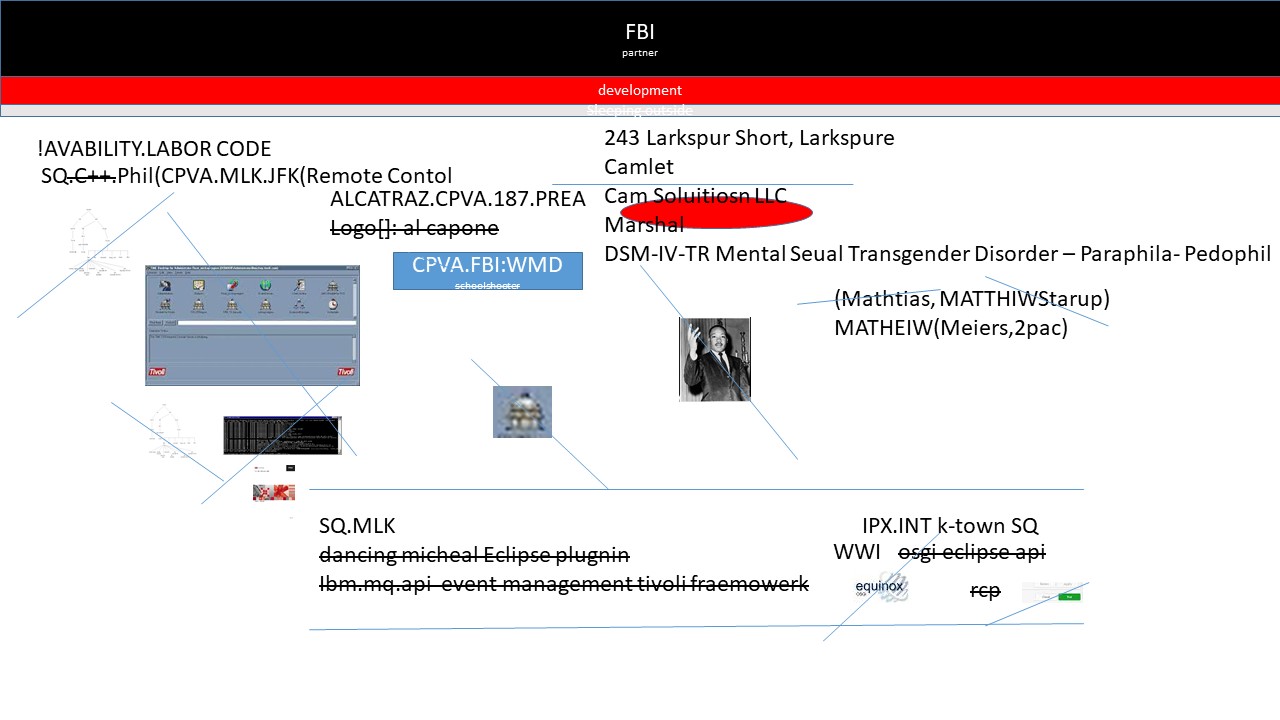 FBI
partner
development
sleeping outside
!AVABILITY.LABOR CODE
SQ.C++.Phil(CPVA.MLK.JFK(Remote Contol
ALCATRAZ.CPVA.187.PREA
Logo[]: al capone
CPVA.FBI:WMD
schoolshooter
243 Larkspur Short, Larkspure
Camlet
Cam Soluitiosn LLC
Marshal
DSM-IV-TR Mental Seual Transgender Disorder – Paraphila- Pedophil
(Mathtias, MATTHIWStarup)
MATHEIW(Meiers,2pac)
Tivoli
Tivoli
SQ.MLK
dancing micheal Eclipse plugnin
Ibm.mq.api event management tivoli fraemowerk
IPX.INT k-town SQ
WWI osgi eclipse api
equinox
OSGi
rcp